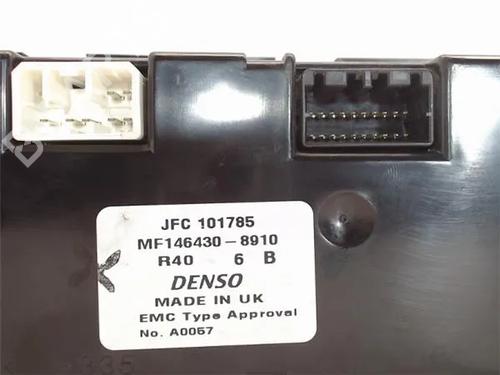 JFC 101785
MF146430-8910
R40 6 B
DENSO
MADE IN UK
EMC Type Approval
No. A0057